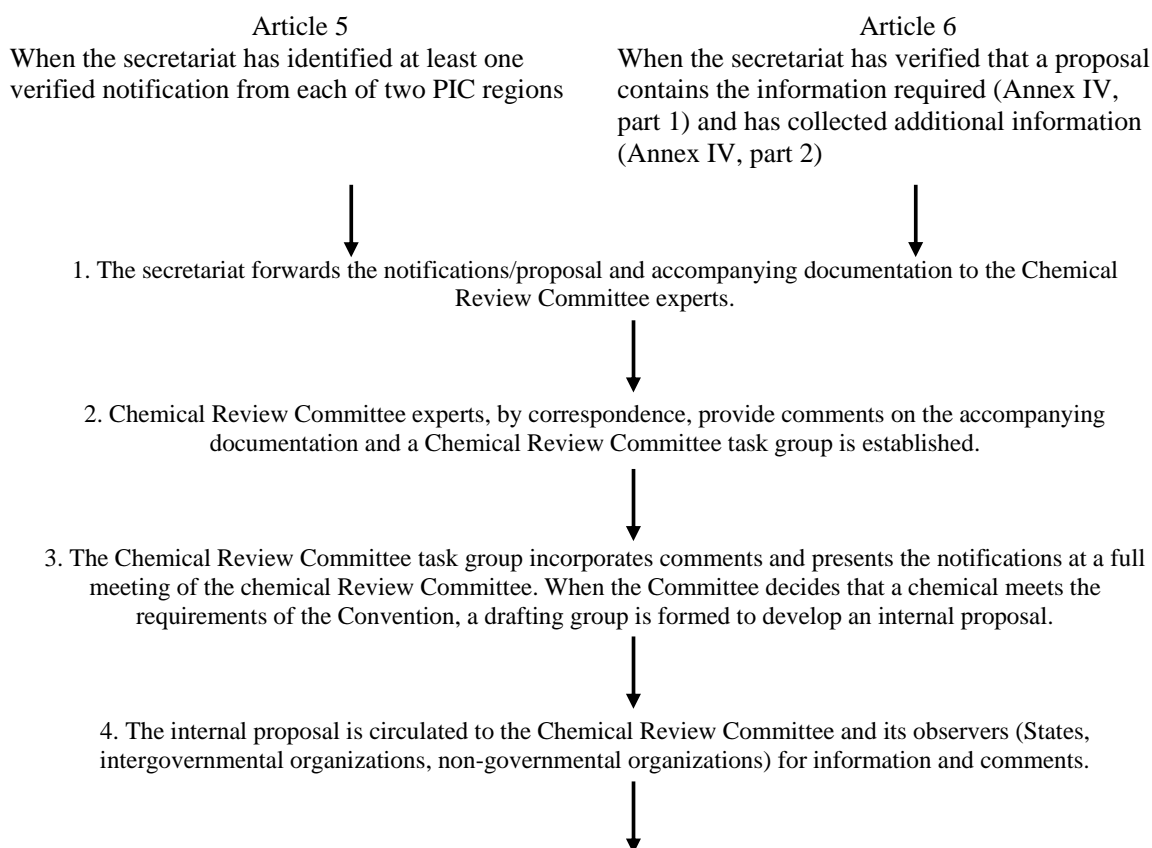 Article 5
When the secretariat has identified at least one
verified notification from each of two PIC regions
Article 6
When the secretariat has verified that a proposal
contains the information required (Annex IV,
part 1) and has collected additional information
(Annex IV, part 2)
1. The secretariat forwards the notifications/proposal and accompanying documentation to the Chemical
Review Committee experts.
2. Chemical Review Committee experts, by correspondence, provide comments on the accompanying
documentation and a Chemical Review Committee task group is established.
3. The Chemical Review Committee task group incorporates comments and presents the notifications at a full
meeting of the chemical Review Committee. When the Committee decides that a chemical meets the
requirements of the Convention, a drafting group is formed to develop an internal proposal.
4. The internal proposal is circulated to the Chemical Review Committee and its observers (States,
intergovernmental organizations, non-governmental organizations) for information and comments.